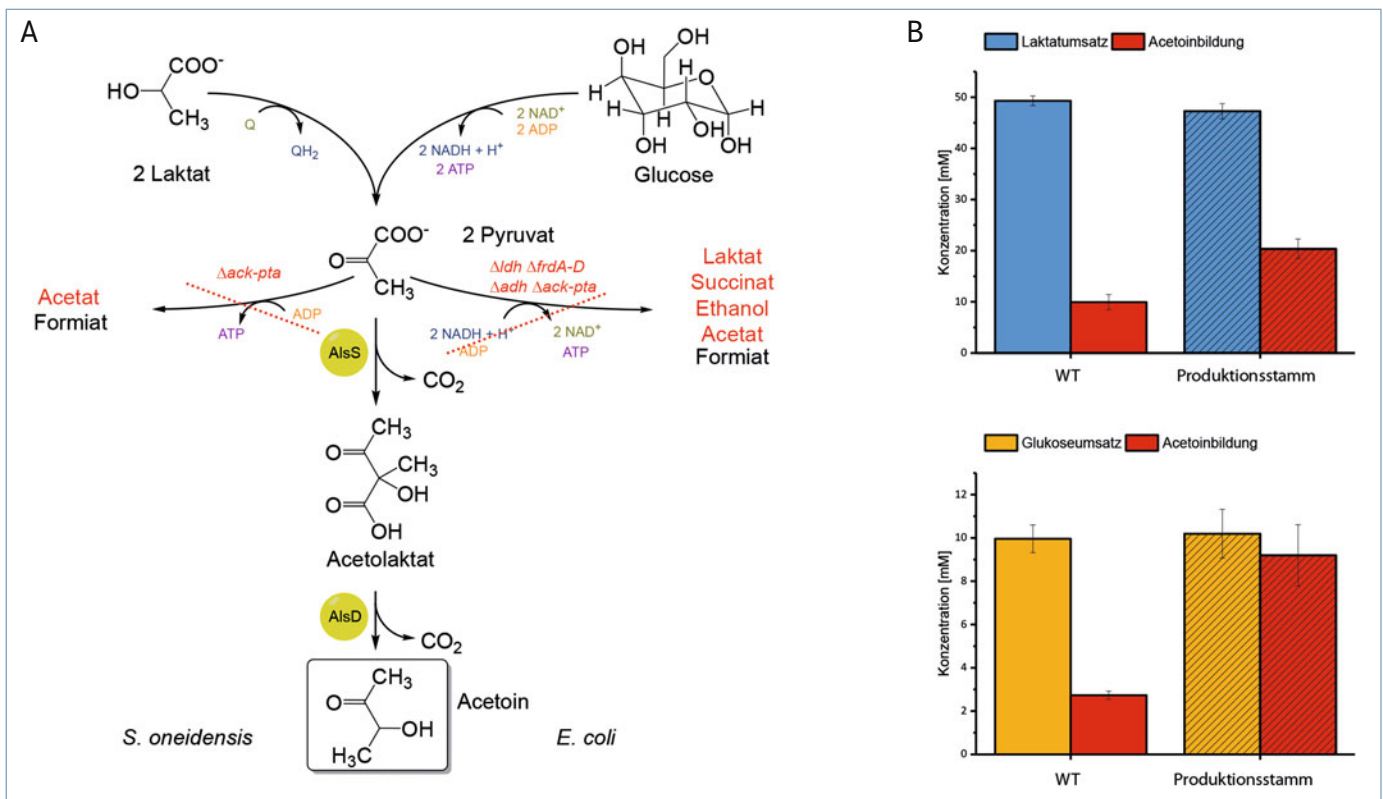 A
COO⁻
HO
CH₃
2 Laktat
Q
QH₂
2 NAD⁺
2 ADP
2 NADH + H⁺
2 ATP
OH
OH
H
H
O
H
H
H
OH
OH
OH
Glucose
COO⁻
O
CH₃
2 Pyruvat
Δack-pta
Acetat
Formiat
ATP
ADP
Δldh ΔfrdA-D
Δadh Δack-pta
2 NADH + H⁺
ADP
2 NAD⁺
ATP
Laktat
Succinat
Ethanol
Acetat
Formiat
AlsS
CO₂
CH₃
O
CH₃
OH
O
OH
Acetolaktat
AlsD
CO₂
CH₃
O
OH
H₃C
Acetoin
S. oneidensis
E. coli
B
Laktatumsatz
Acetoinbildung
Konzentration [mM]
50
40
30
20
10
0
WT
Produktionsstamm
Glukoseumsatz
Acetoinbildung
Konzentration [mM]
12
10
8
6
4
2
0
WT
Produktionsstamm